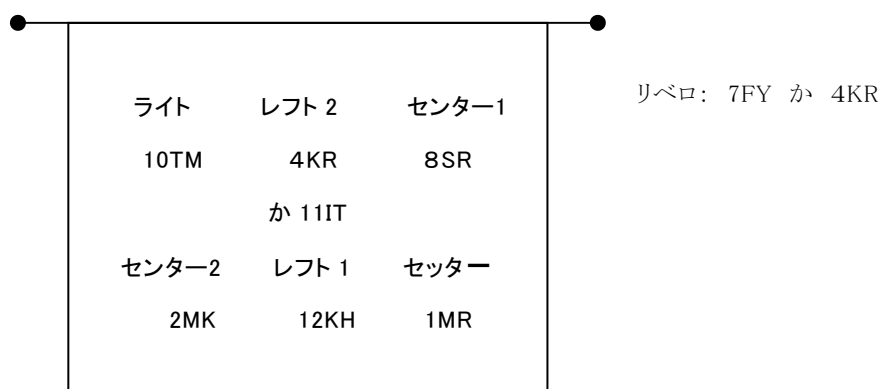 リベロ: 7FY か 4KR
ライト レフト 2 センター1
10TM 4KR 8SR
か 11IT
センター2 レフト 1 セッター
2MK 12KH 1MR